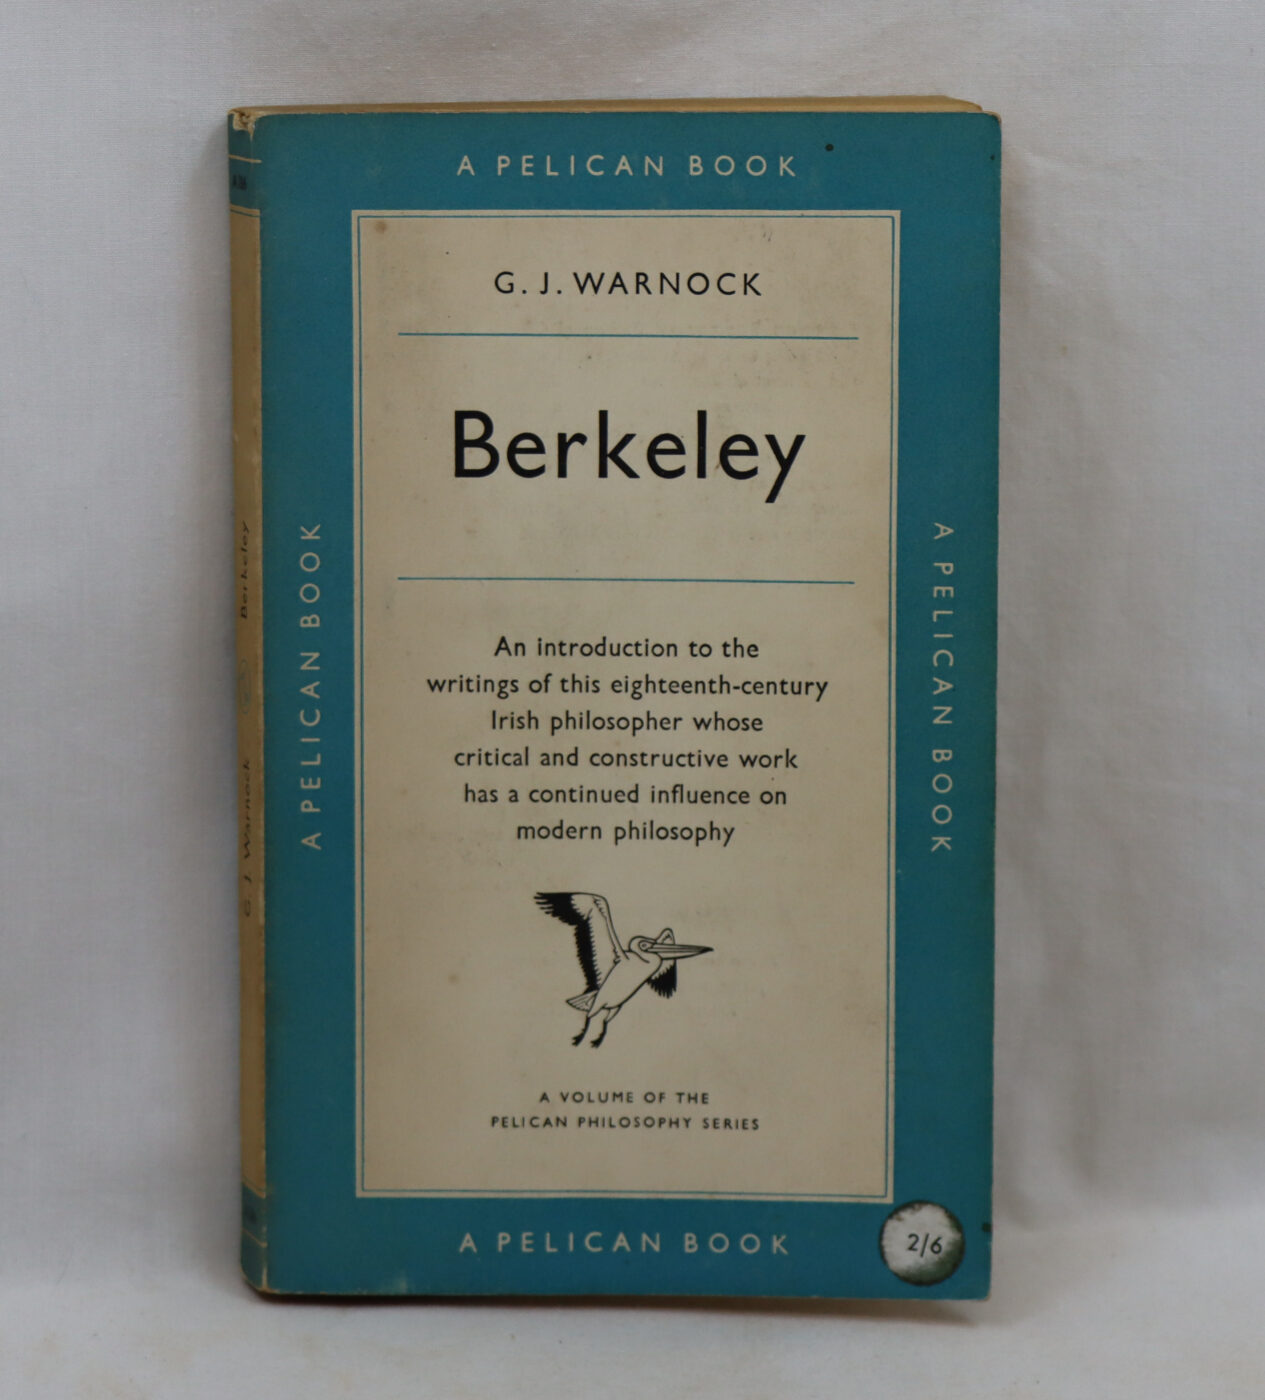 A PELICAN BOOK
G. J. WARNOCK
Berkeley
An introduction to the
writings of this eighteenth-century
Irish philosopher whose
critical and constructive work
has a continued influence on
modern philosophy
A VOLUME OF THE
PELICAN PHILOSOPHY SERIES
A PELICAN BOOK
2/6
A PELICAN BOOK
A PELICAN BOOK
G. J. Warnock
Berkeley